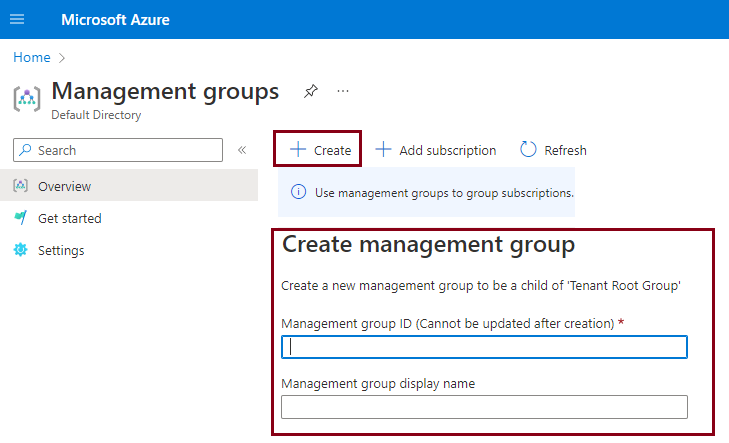 Microsoft Azure
Home >
Management groups
...
Default Directory
Search
«
Create
Add subscription
Refresh
Overview
Get started
Settings
Use management groups to group subscriptions.
Create management group
Create a new management group to be a child of 'Tenant Root Group'
Management group ID (Cannot be updated after creation) *
Management group display name